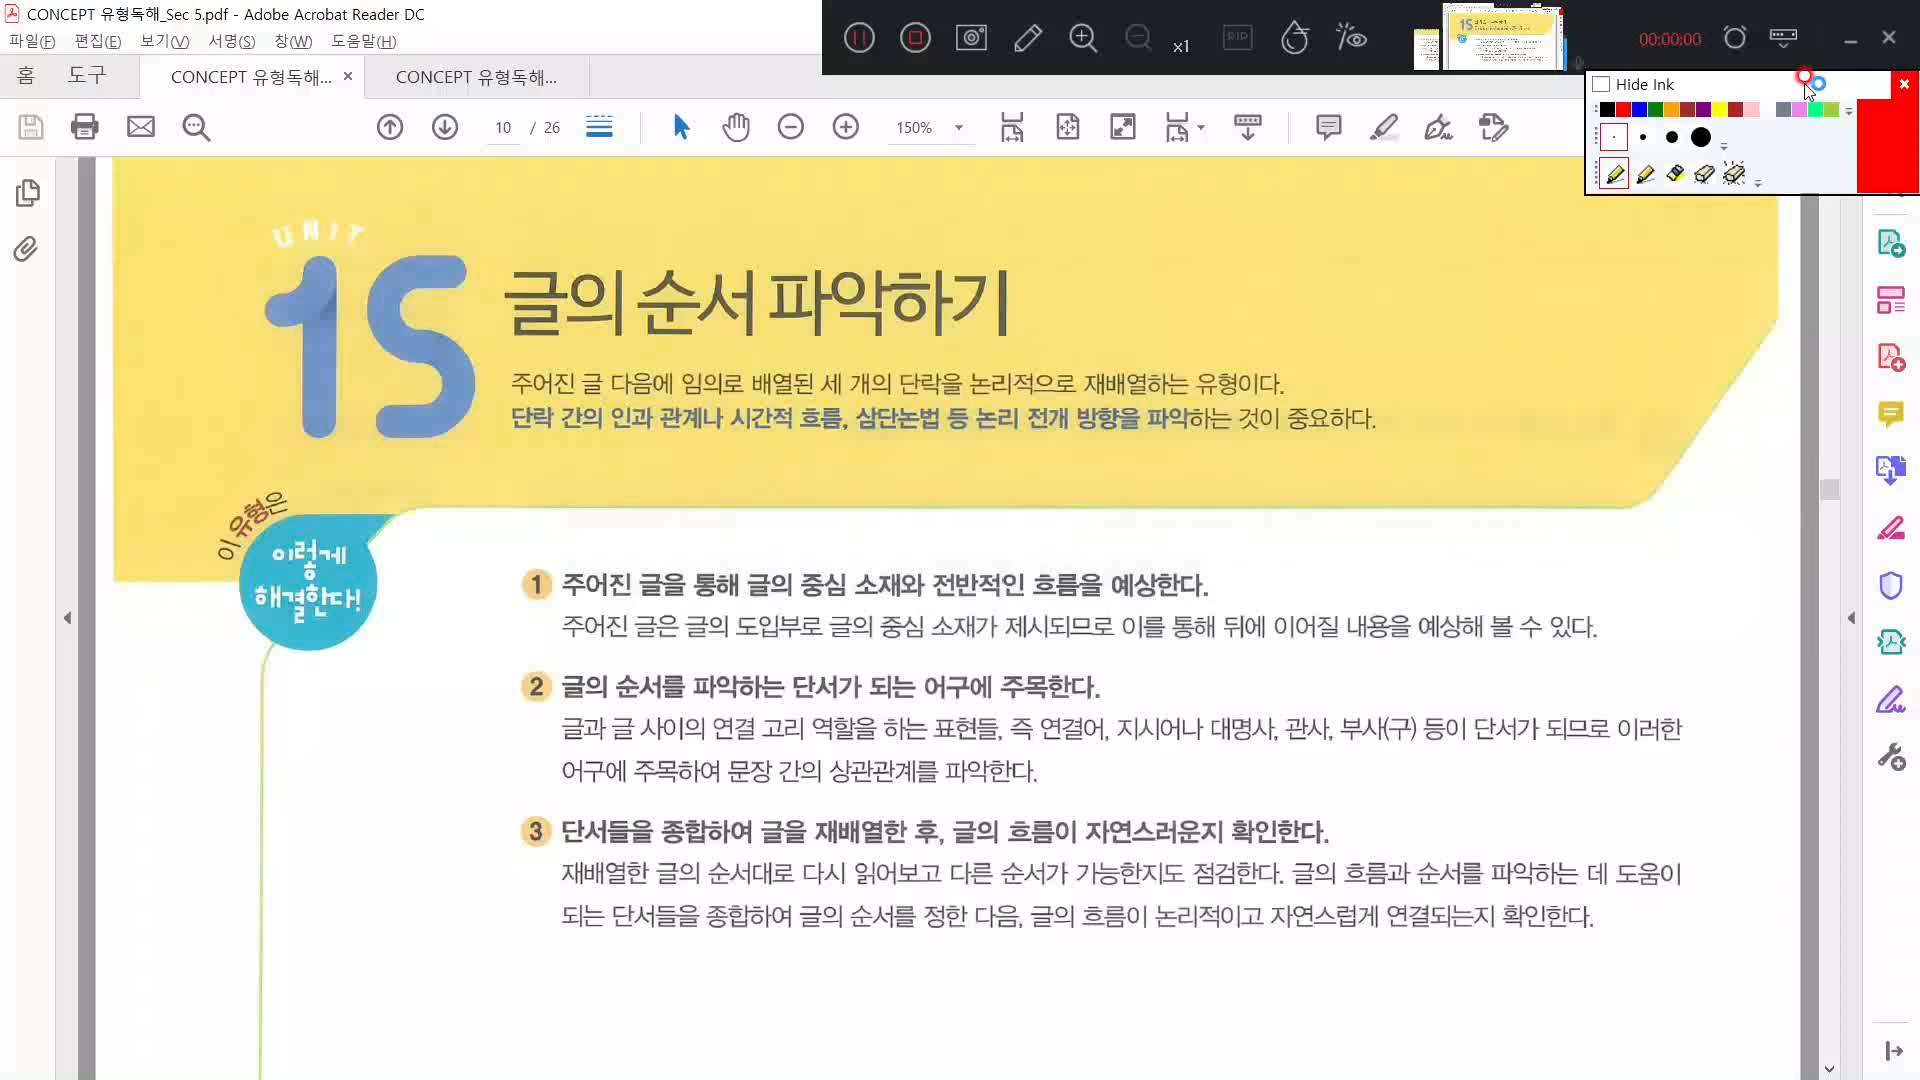 CONCEPT 유형독해_Sec 5.pdf - Adobe Acrobat Reader DC
파일(F) 편집(E) 보기(V) 서명(S) 창(W) 도움말(H)
x1
PIP
00:00:00
홈 도구 CONCEPT 유형독해... × CONCEPT 유형독해...
Hide Ink
10 / 26
150%
UNIT
15
글의 순서 파악하기
주어진 글 다음에 임의로 배열된 세 개의 단락을 논리적으로 재배열하는 유형이다.
단락 간의 인과 관계나 시간적 흐름, 삼단논법 등 논리 전개 방향을 파악하는 것이 중요하다.
이 유형은
이렇게
해결한다!
1 주어진 글을 통해 글의 중심 소재와 전반적인 흐름을 예상한다.
주어진 글은 글의 도입부로 글의 중심 소재가 제시되므로 이를 통해 뒤에 이어질 내용을 예상해 볼 수 있다.
2 글의 순서를 파악하는 단서가 되는 어구에 주목한다.
글과 글 사이의 연결 고리 역할을 하는 표현들, 즉 연결어, 지시어나 대명사, 관사, 부사(구) 등이 단서가 되므로 이러한
어구에 주목하여 문장 간의 상관관계를 파악한다.
3 단서들을 종합하여 글을 재배열한 후, 글의 흐름이 자연스러운지 확인한다.
재배열한 글의 순서대로 다시 읽어보고 다른 순서가 가능한지도 점검한다. 글의 흐름과 순서를 파악하는 데 도움이
되는 단서들을 종합하여 글의 순서를 정한 다음, 글의 흐름이 논리적이고 자연스럽게 연결되는지 확인한다.